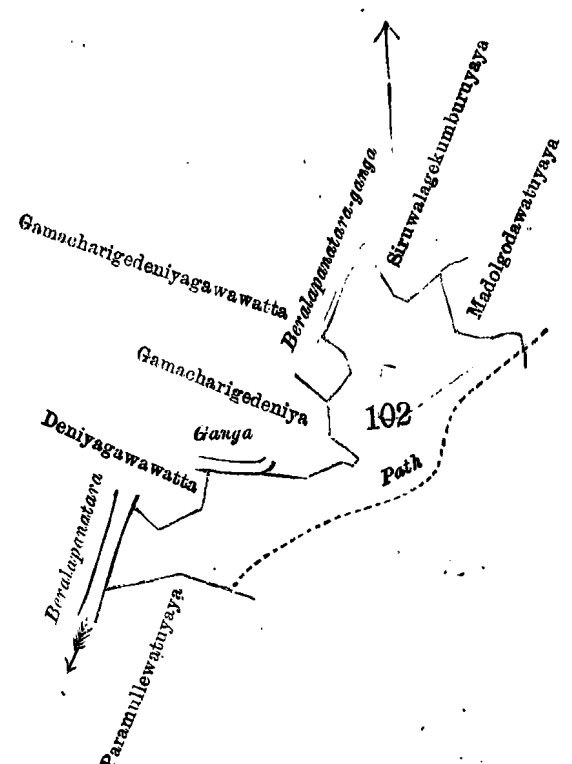 Siruwalagekumburuyaya
Madolgodawatuyaya
Beralapanatara-ganga
Gamacharigedeniyagawawatta
Gamacharigedeniya
102
Deniyagawawatta
Ganga
Path
Beralapanatara
Paramullewatuyaya